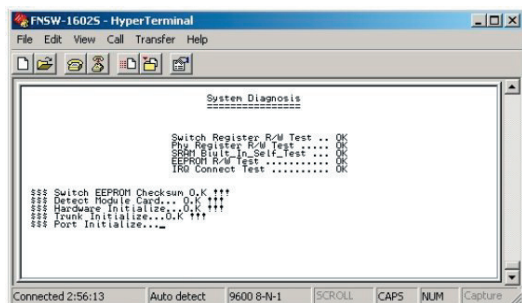 FNSW-1602S - HyperTerminal
File Edit View Call Transfer Help
System Diagnosis
Switch Register R/W Test .. OK
Phy Register R/W Test ..... OK
SRAM Biult_In_Self_Test ... OK
EEPROM R/W Test ........... OK
IRQ Connect Test .......... OK
$$$ Switch EEPROM Checksum O.K !!!
$$$ Detect Module Card... O.K !!!
$$$ Hardware Initialize...O.K !!!
$$$ Trunk Initialize...O.K !!!
$$$ Port Initialize..._
Connected 2:56:13 Auto detect 9600 8-N-1 SCROLL CAPS NUM Capture